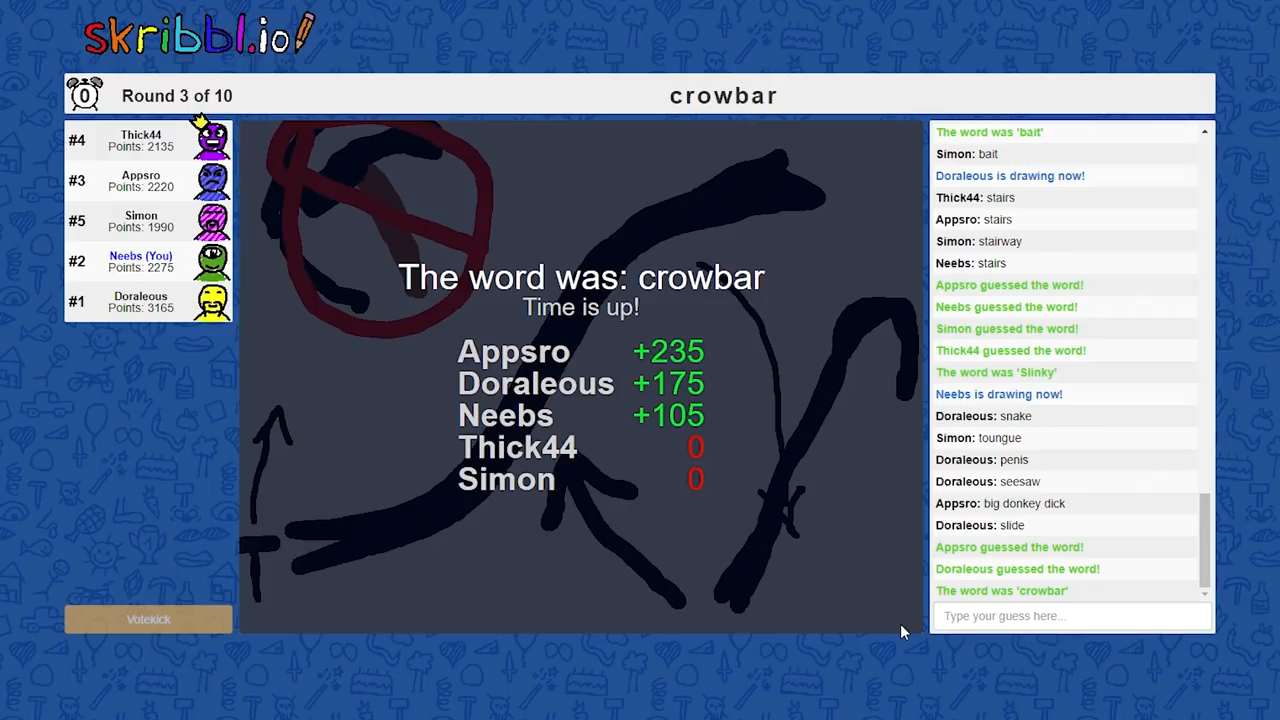 skribbl.io
0
Round 3 of 10
crowbar
#4
Thick44
Points: 2135
#3
Appsro
Points: 2220
#5
Simon
Points: 1990
#2
Neebs (You)
Points: 2275
#1
Doraleous
Points: 3165
Votekick
The word was: crowbar
Time is up!
Appsro +235
Doraleous +175
Neebs +105
Thick44 0
Simon 0
The word was 'bait'
Simon: bait
Doraleous is drawing now!
Thick44: stairs
Appsro: stairs
Simon: stairway
Neebs: stairs
Appsro guessed the word!
Neebs guessed the word!
Simon guessed the word!
Thick44 guessed the word!
The word was 'Slinky'
Neebs is drawing now!
Doraleous: snake
Simon: toungue
Doraleous: penis
Doraleous: seesaw
Appsro: big donkey dick
Doraleous: slide
Appsro guessed the word!
Doraleous guessed the word!
The word was 'crowbar'
Type your guess here...